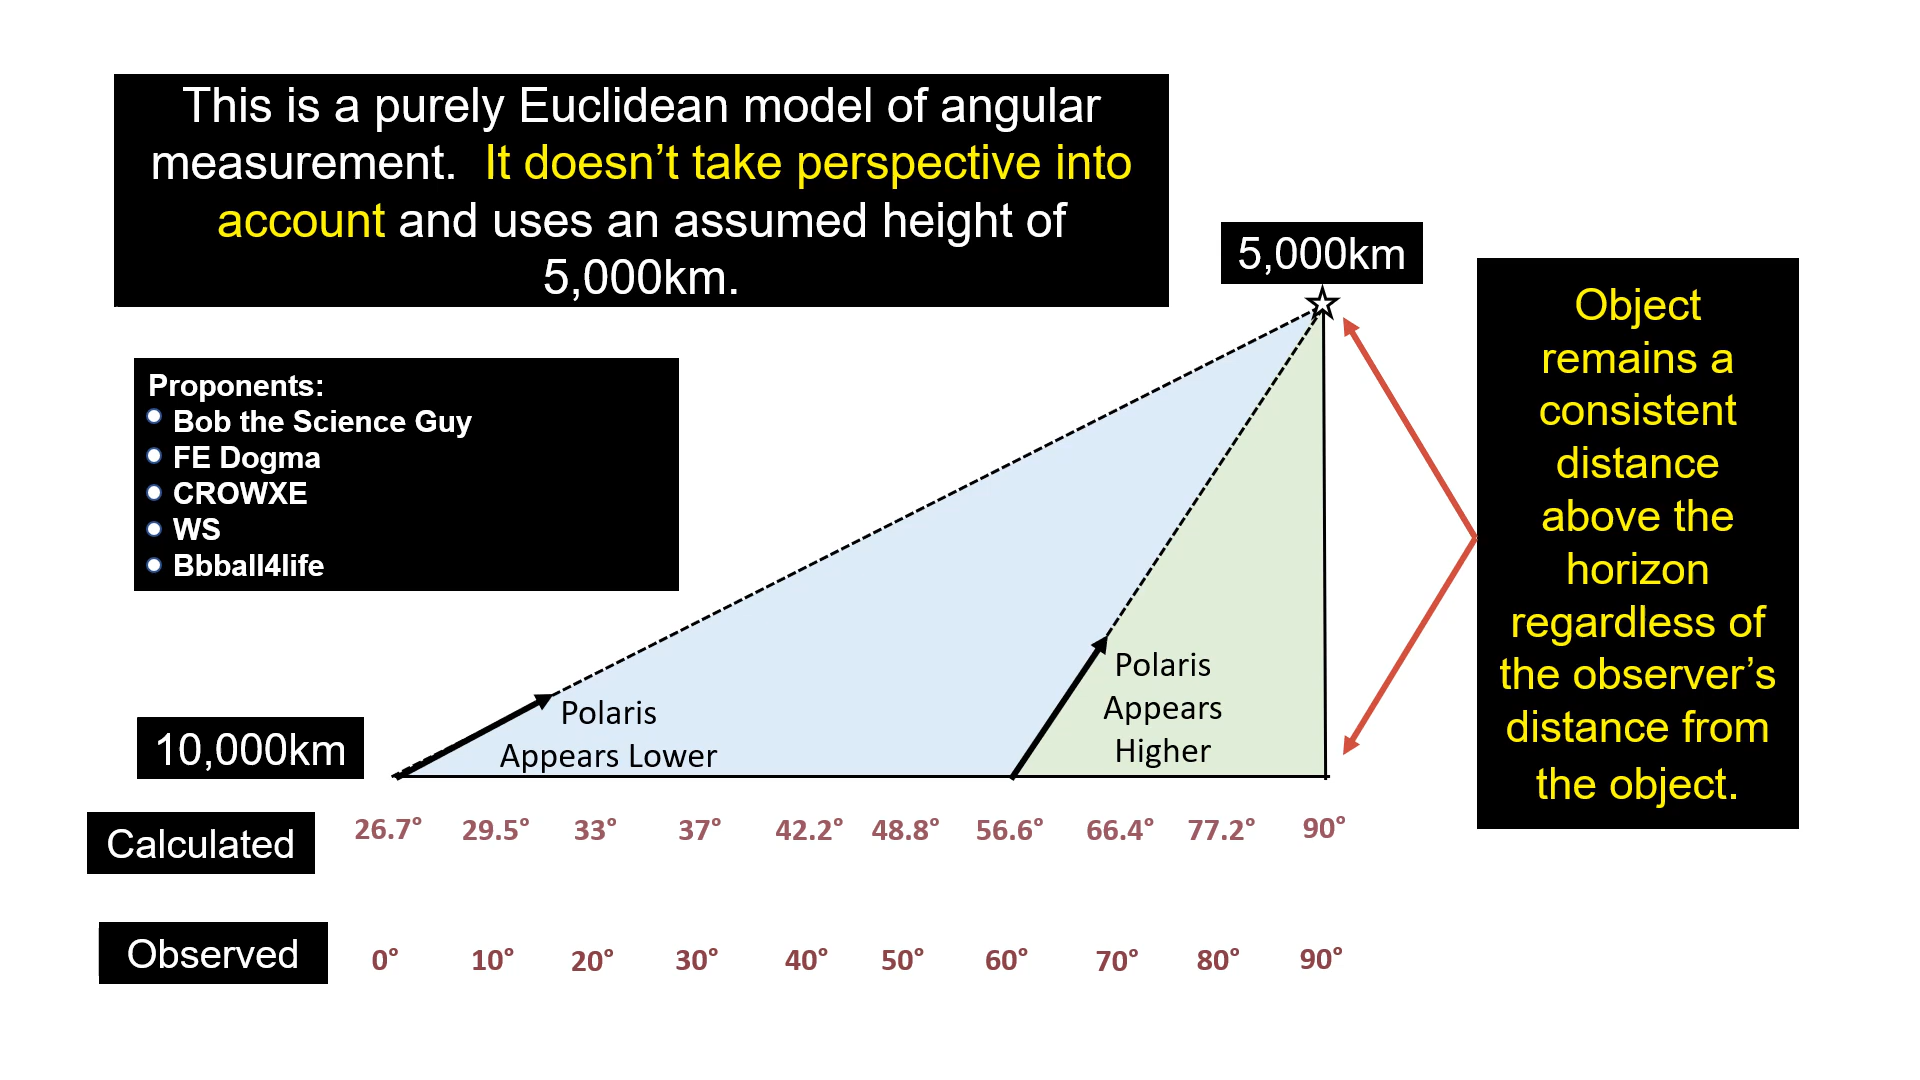 This is a purely Euclidean model of angular
measurement.  It doesn’t take perspective into
account and uses an assumed height of
5,000km.
5,000km
Object
remains a
consistent
distance
above the
horizon
regardless of
the observer’s
distance from
the object.
Proponents:
Bob the Science Guy
FE Dogma
CROWXE
WS
Bbball4life
Polaris
Appears
Higher
Polaris
Appears Lower
10,000km
Calculated
26.7° 29.5° 33° 37° 42.2° 48.8° 56.6° 66.4° 77.2° 90°
Observed
0° 10° 20° 30° 40° 50° 60° 70° 80° 90°